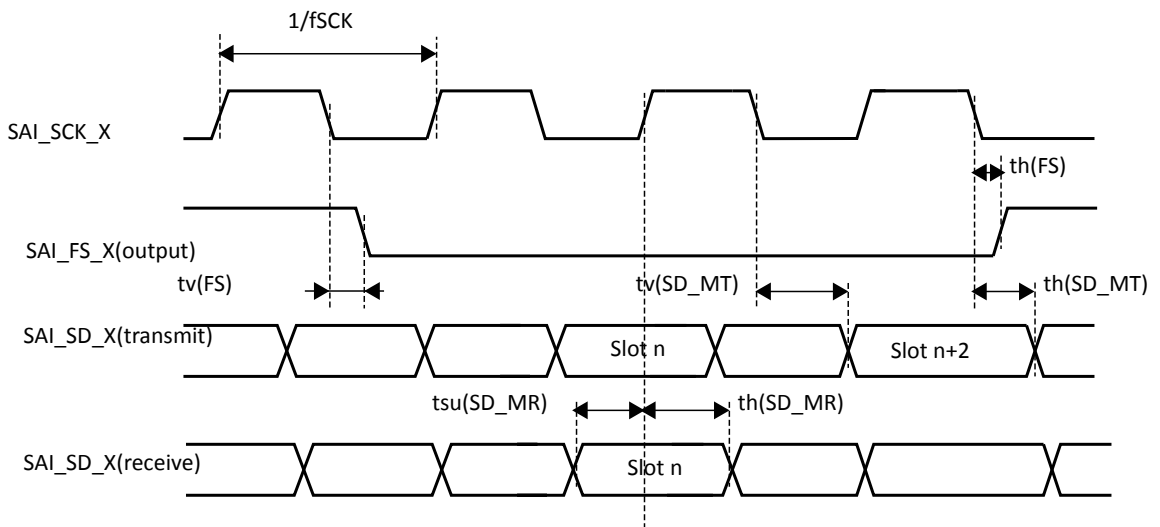 1/fSCK
SAI_SCK_X
th(FS)
SAI_FS_X(output)
tv(FS)
tv(SD_MT)
th(SD_MT)
SAI_SD_X(transmit)
Slot n
Slot n+2
tsu(SD_MR)
th(SD_MR)
SAI_SD_X(receive)
Slot n